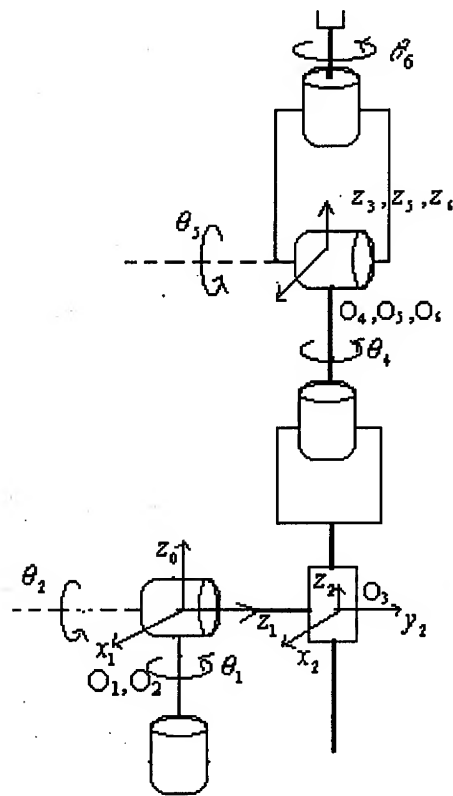 θ₆
z₃, z₅, z₆
θ₅
O₄, O₅, O₆
θ₄
z₀
θ₂
z₂
O₃
z₁
y₂
x₁
x₂
O₁, O₂
θ₁